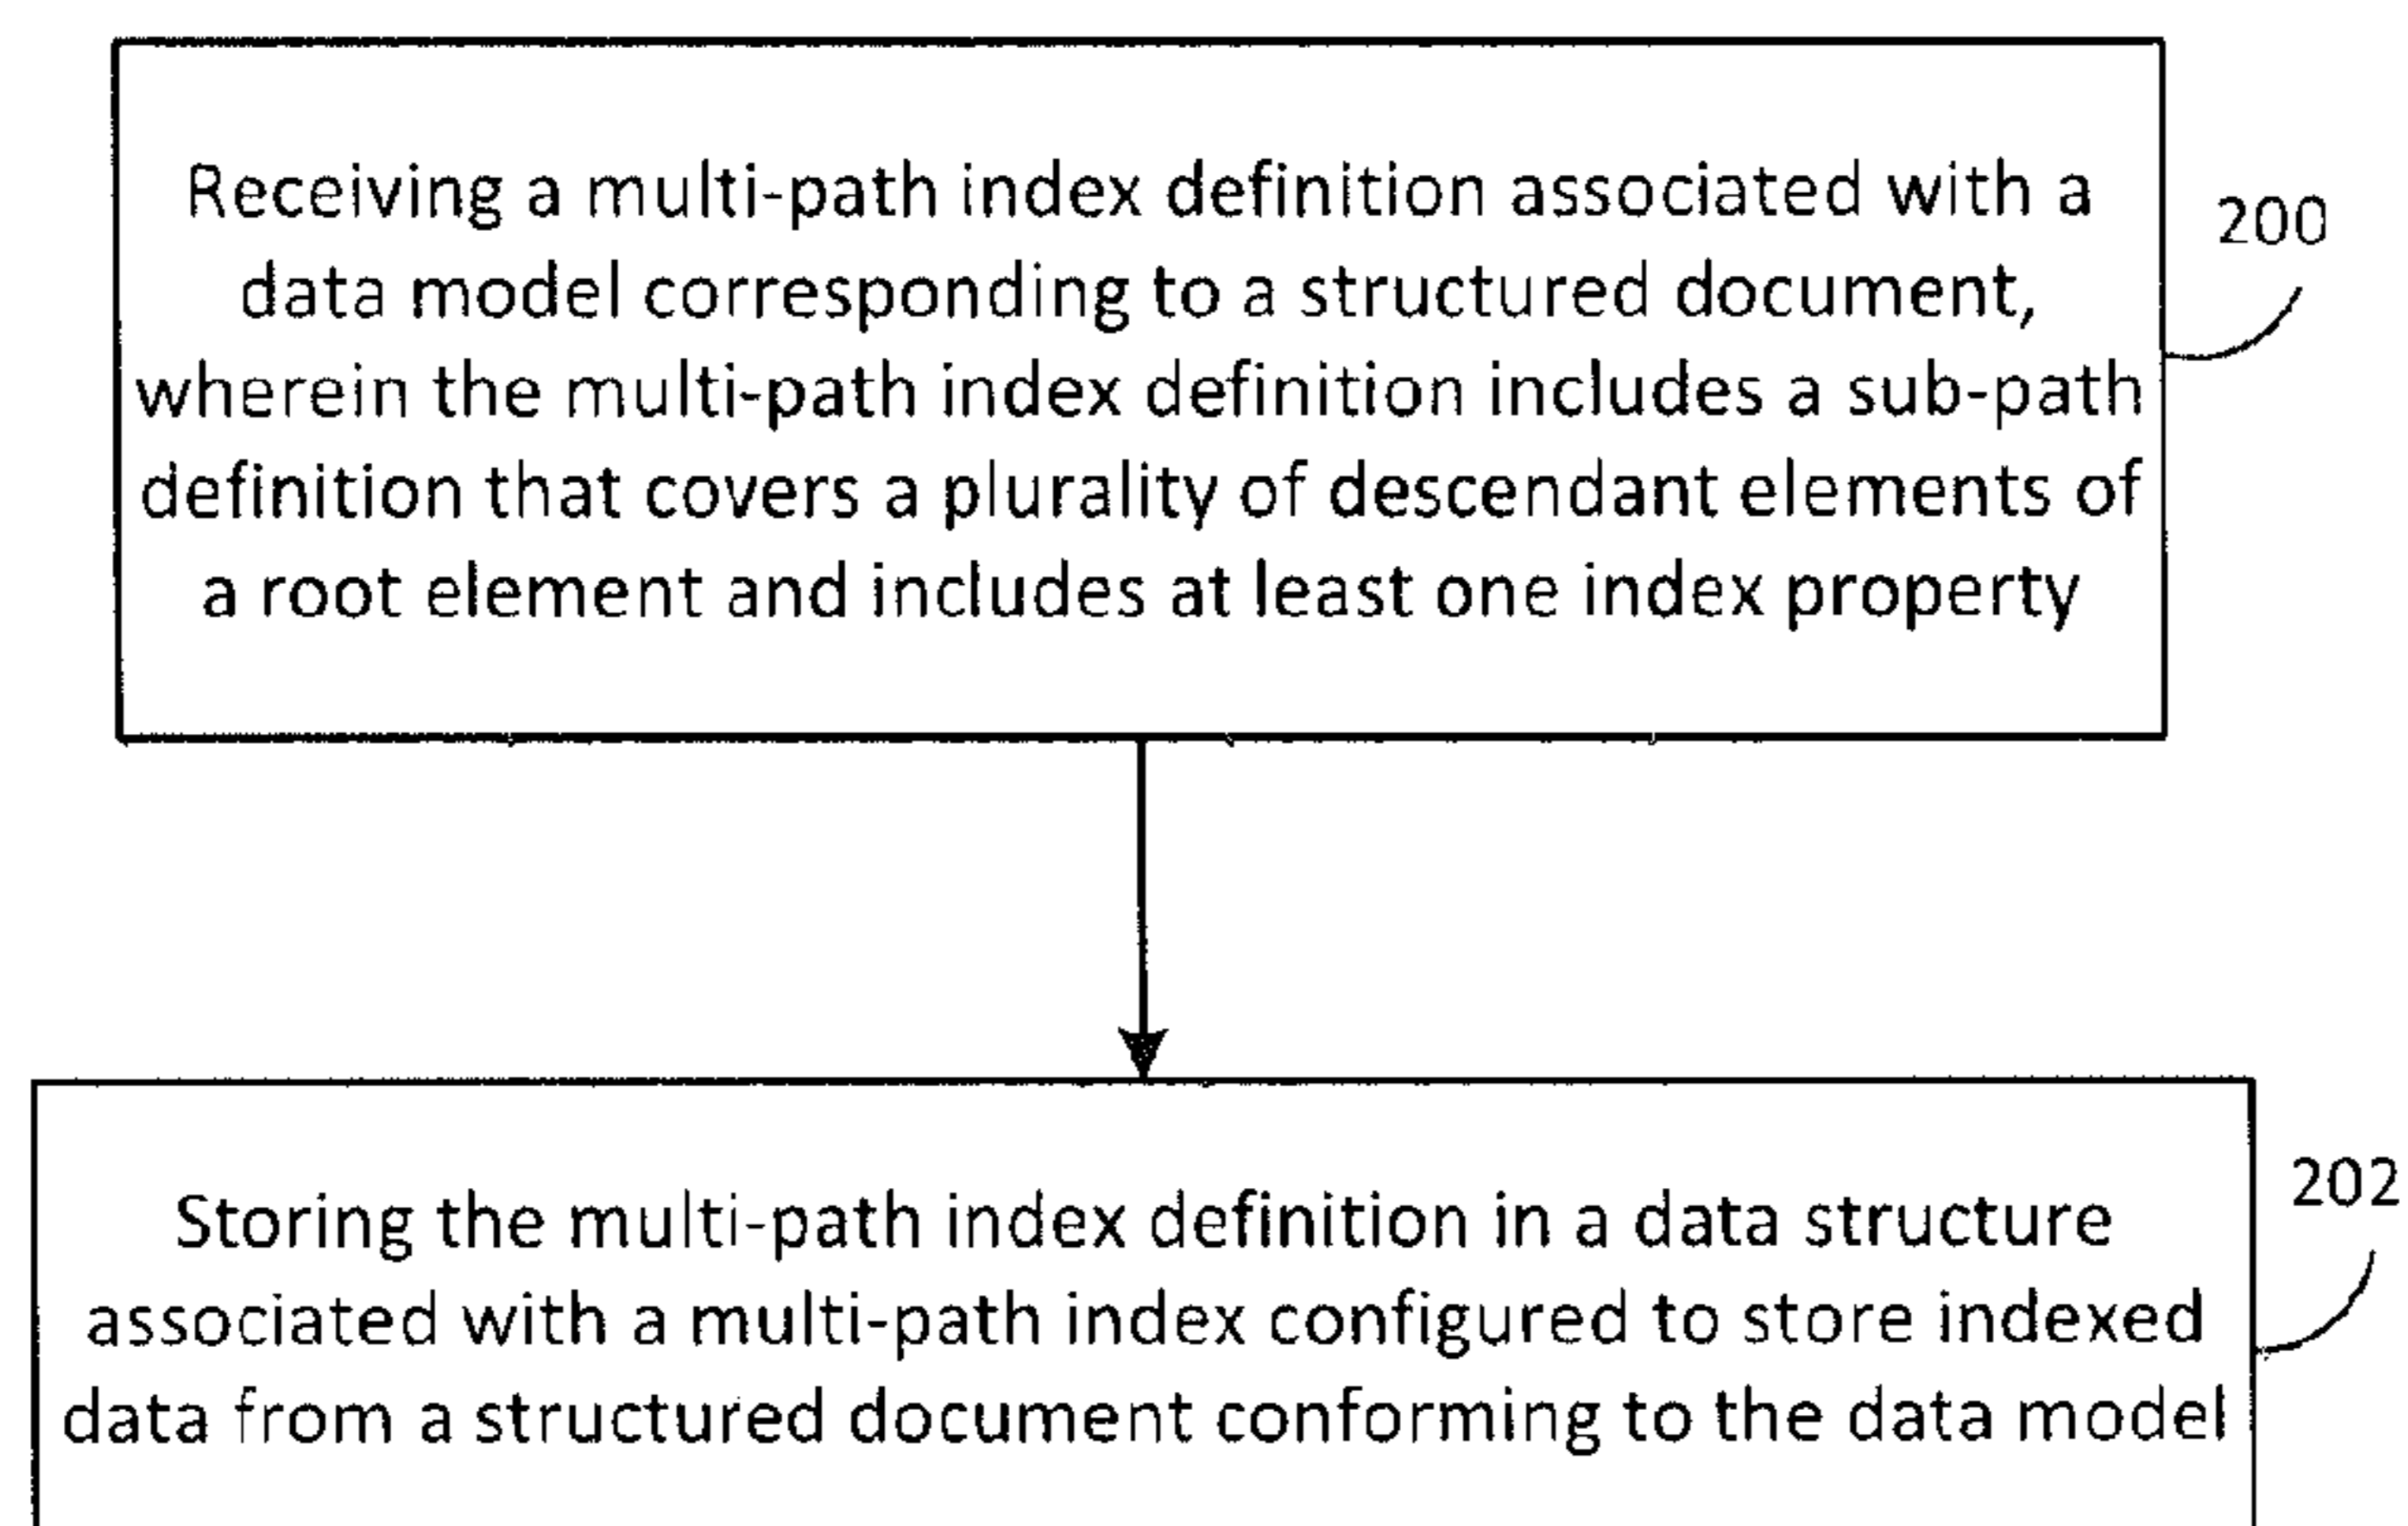 Receiving a multi-path index definition associated with a
data model corresponding to a structured document,
wherein the multi-path index definition includes a sub-path
definition that covers a plurality of descendant elements of
a root element and includes at least one index property
200
Storing the multi-path index definition in a data structure
associated with a multi-path index configured to store indexed
data from a structured document conforming to the data model
202